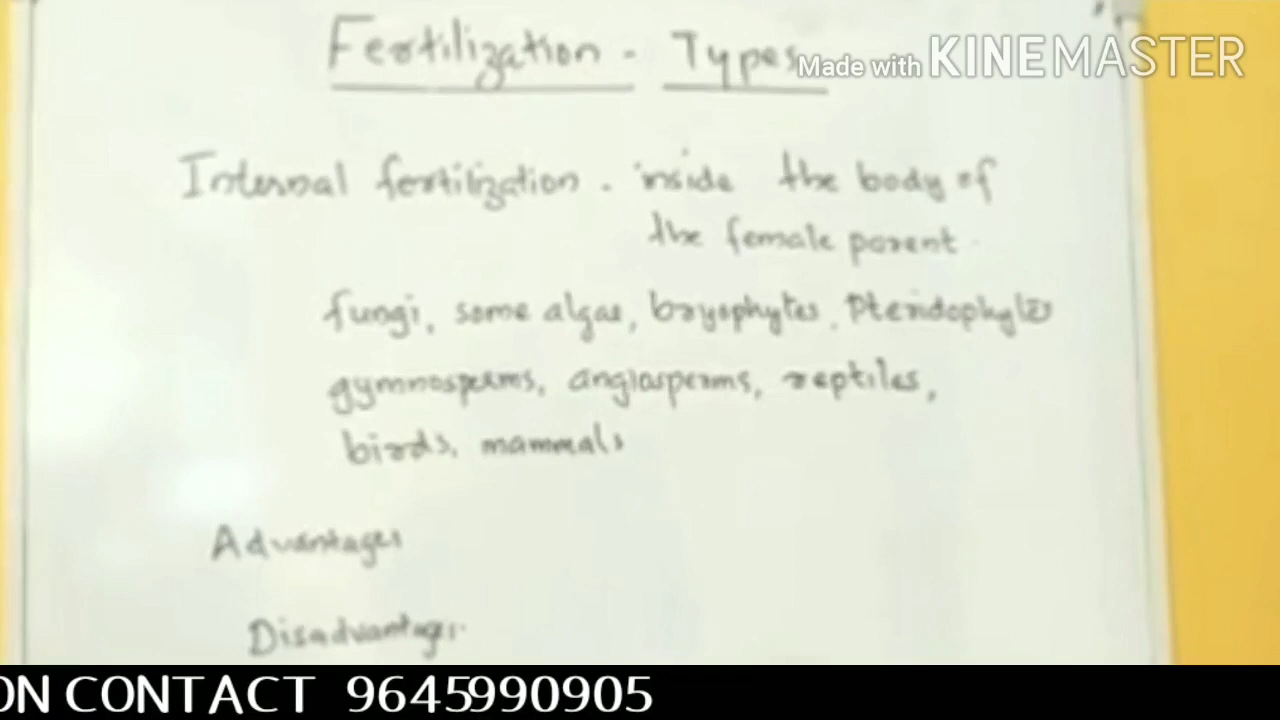 Fertilization - Types
Made with KINEMASTER
Internal fertilization - inside the body of
the female parent
fungi, some algae, bryophytes, Pteridophytes
gymnosperms, angiosperms, reptiles,
birds, mammals
Advantages
Disadvantages
ON CONTACT 9645990905